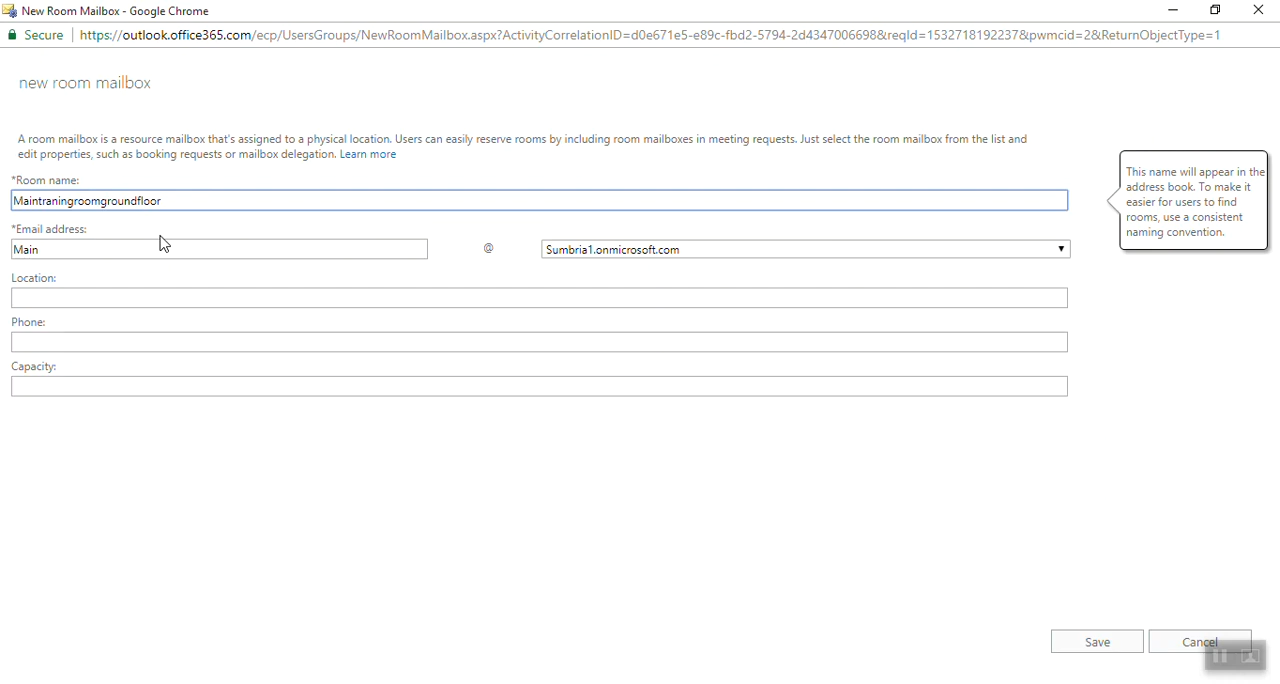 New Room Mailbox - Google Chrome
Secure | https://outlook.office365.com/ecp/UsersGroups/NewRoomMailbox.aspx?ActivityCorrelationID=d0e671e5-e89c-fbd2-5794-2d4347006698&reqId=1532718192237&pwmcid=2&ReturnObjectType=1
new room mailbox
A room mailbox is a resource mailbox that's assigned to a physical location. Users can easily reserve rooms by including room mailboxes in meeting requests. Just select the room mailbox from the list and
edit properties, such as booking requests or mailbox delegation. Learn more
*Room name:
Maintraningroomgroundfloor
This name will appear in the
address book. To make it
easier for users to find
rooms, use a consistent
naming convention.
*Email address:
Main @ Sumbria1.onmicrosoft.com
Location:
Phone:
Capacity:
Save Cancel